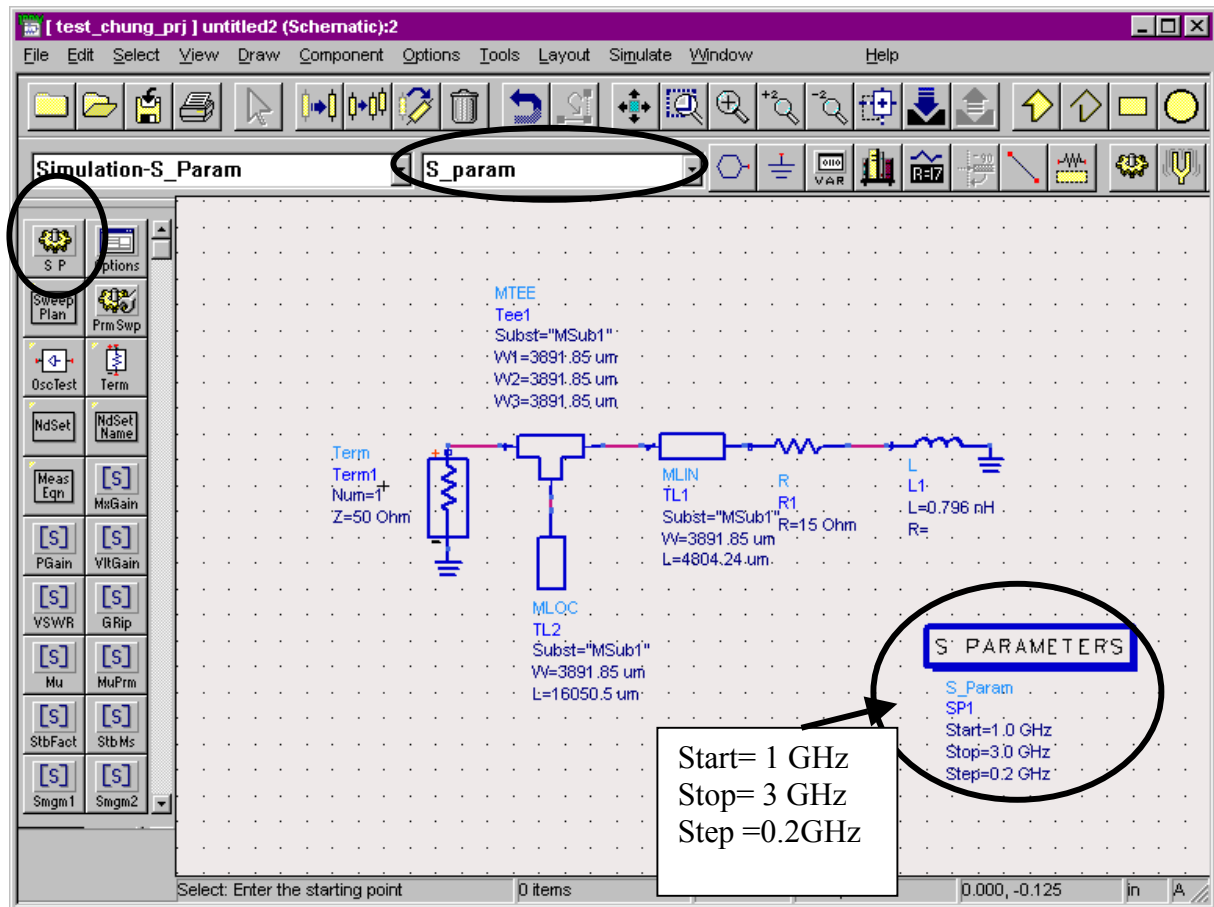 [ test_chung_prj ] untitled2 (Schematic):2
File Edit Select View Draw Component Options Tools Layout Simulate Window Help
+2 -2
Simulation-S_Param S_param
VAR R=17 -90
S P Options
Sweep Plan PrmSwp
OscTest Term
NdSet NdSet Name
Meas Eqn [S] MxGain
[S] PGain [S] VltGain
[S] VSWR [S] GRip
[S] Mu [S] MuPrm
[S] StbFact [S] StbMs
[S] Smgm1 [S] Smgm2
MTEE
Tee1
Subst="MSub1"
W1=3891.85 um
W2=3891.85 um
W3=3891.85 um
Term
Term1
Num=1
Z=50 Ohm
MLIN
TL1
Subst="MSub1"
W=3891.85 um
L=4804.24 um
R
R1
R=15 Ohm
L
L1
L=0.796 nH
R=
MLOC
TL2
Subst="MSub1"
W=3891.85 um
L=16050.5 um
S PARAMETERS
S_Param
SP1
Start=1.0 GHz
Stop=3.0 GHz
Step=0.2 GHz
Start= 1 GHz
Stop= 3 GHz
Step =0.2GHz
Select: Enter the starting point 0 items 0.000, -0.125 in A